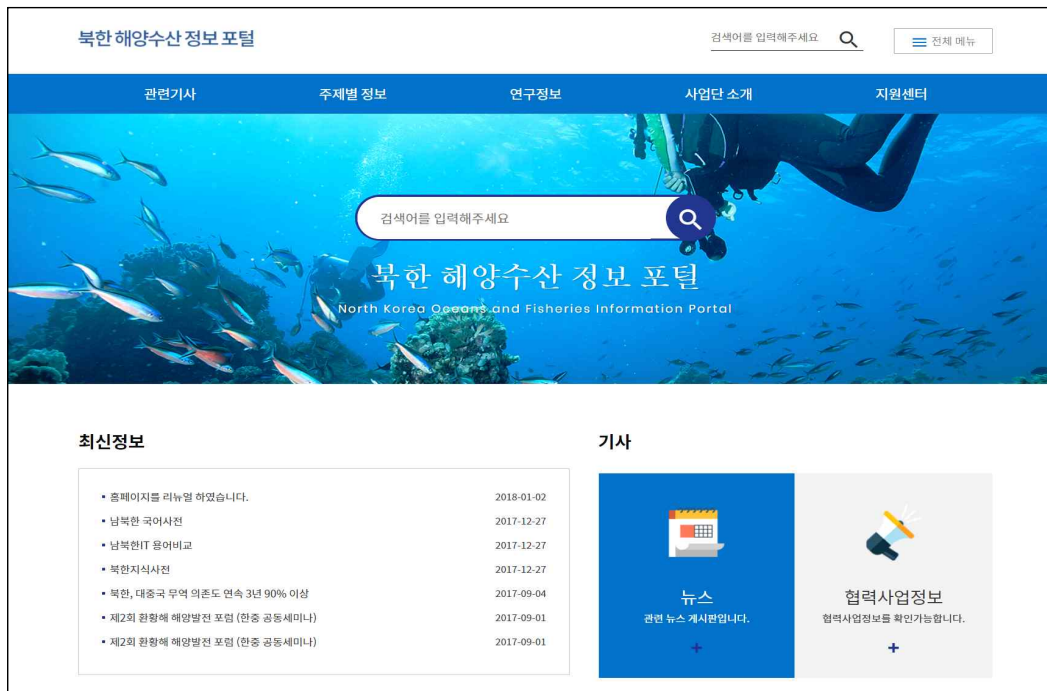 북한 해양수산 정보 포털
검색어를 입력해주세요
전체 메뉴
관련기사 주제별 정보 연구정보 사업단 소개 지원센터
검색어를 입력해주세요
북한 해양수산 정보 포털
North Korea Oceans and Fisheries Information Portal
최신정보
홈페이지를 리뉴얼 하였습니다. 2018-01-02
남북한 국어사전 2017-12-27
남북한IT 용어비교 2017-12-27
북한지식사전 2017-12-27
북한, 대중국 무역 의존도 연속 3년 90% 이상 2017-09-04
제2회 환황해 해양발전 포럼 (한중 공동세미나) 2017-09-01
제2회 환황해 해양발전 포럼 (한중 공동세미나) 2017-09-01
기사
뉴스
관련 뉴스 게시판입니다.
+
협력사업정보
협력사업정보를 확인가능합니다.
+